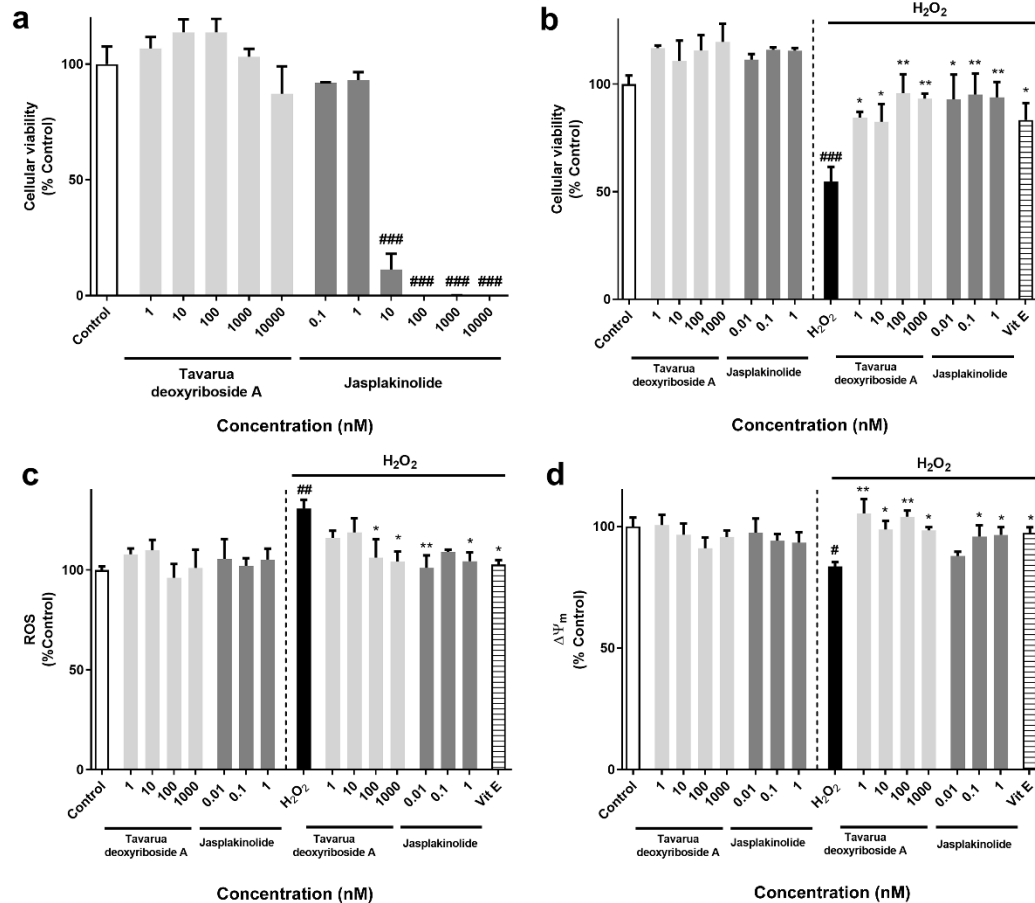 a
Cellular viability
(% Control)
100
50
0
###
###
###
###
Control
1
10
100
1000
10000
0.1
1
10
100
1000
10000
Tavarua
deoxyriboside A
Jasplakinolide
Concentration (nM)
b
H₂O₂
Cellular viability
(% Control)
100
50
0
###
*
*
**
**
*
**
**
*
Control
1
10
100
1000
0.01
0.1
1
H₂O₂
1
10
100
1000
0.01
0.1
1
Vit E
Tavarua
deoxyriboside A
Jasplakinolide
Tavarua
deoxyriboside A
Jasplakinolide
Concentration (nM)
c
H₂O₂
ROS
(%Control)
100
50
0
##
*
*
**
*
*
Control
1
10
100
1000
0.01
0.1
1
H₂O₂
1
10
100
1000
0.01
0.1
1
Vit E
Tavarua
deoxyriboside A
Jasplakinolide
Tavarua
deoxyriboside A
Jasplakinolide
Concentration (nM)
d
H₂O₂
ΔΨm
(% Control)
100
50
0
#
**
*
**
*
*
*
*
Control
1
10
100
1000
0.01
0.1
1
H₂O₂
1
10
100
1000
0.01
0.1
1
Vit E
Tavarua
deoxyriboside A
Jasplakinolide
Tavarua
deoxyriboside A
Jasplakinolide
Concentration (nM)